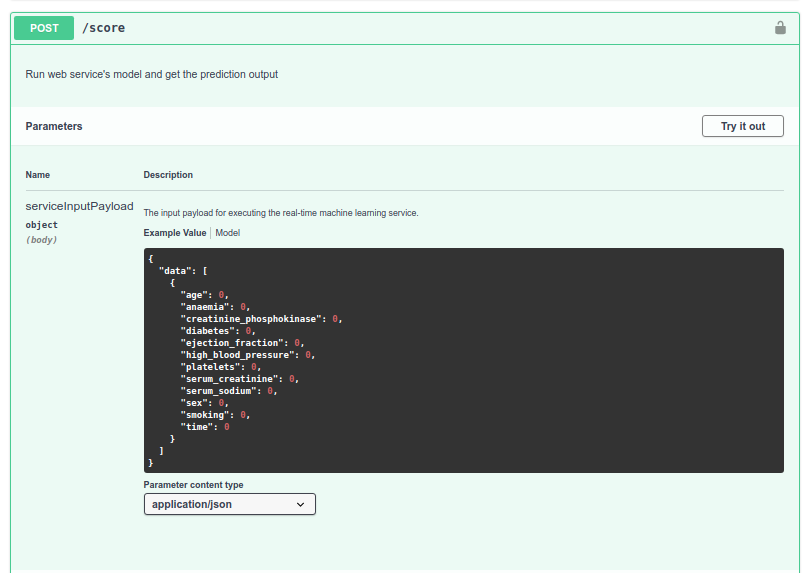 POST /score
Run web service's model and get the prediction output
Parameters Try it out
Name Description
serviceInputPayload The input payload for executing the real-time machine learning service.
object
(body)
Example Value Model
{
"data": [
{
"age": 0,
"anaemia": 0,
"creatinine_phosphokinase": 0,
"diabetes": 0,
"ejection_fraction": 0,
"high_blood_pressure": 0,
"platelets": 0,
"serum_creatinine": 0,
"serum_sodium": 0,
"sex": 0,
"smoking": 0,
"time": 0
}
]
}
Parameter content type
application/json